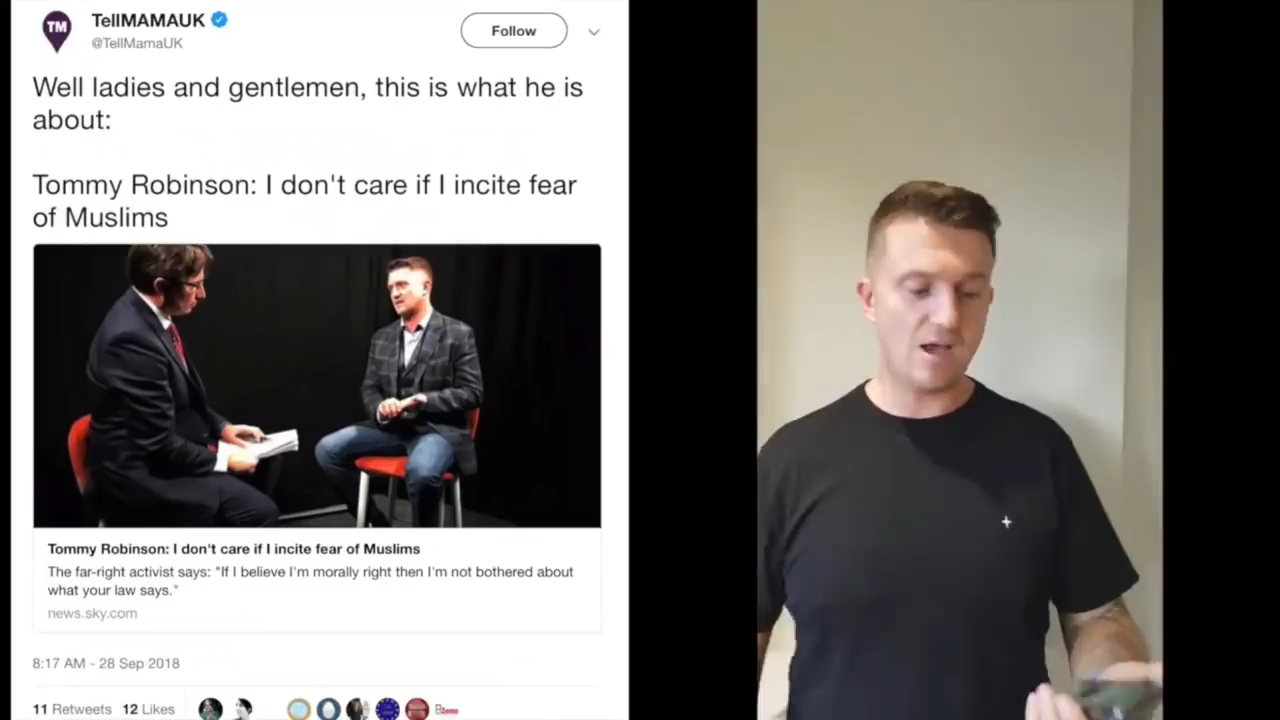 TM
TellMAMAUK
@TellMamaUK
Follow
Well ladies and gentlemen, this is what he is
about:
Tommy Robinson: I don't care if I incite fear
of Muslims
Tommy Robinson: I don't care if I incite fear of Muslims
The far-right activist says: "If I believe I'm morally right then I'm not bothered about
what your law says."
news.sky.com
8:17 AM - 28 Sep 2018
11 Retweets 12 Likes